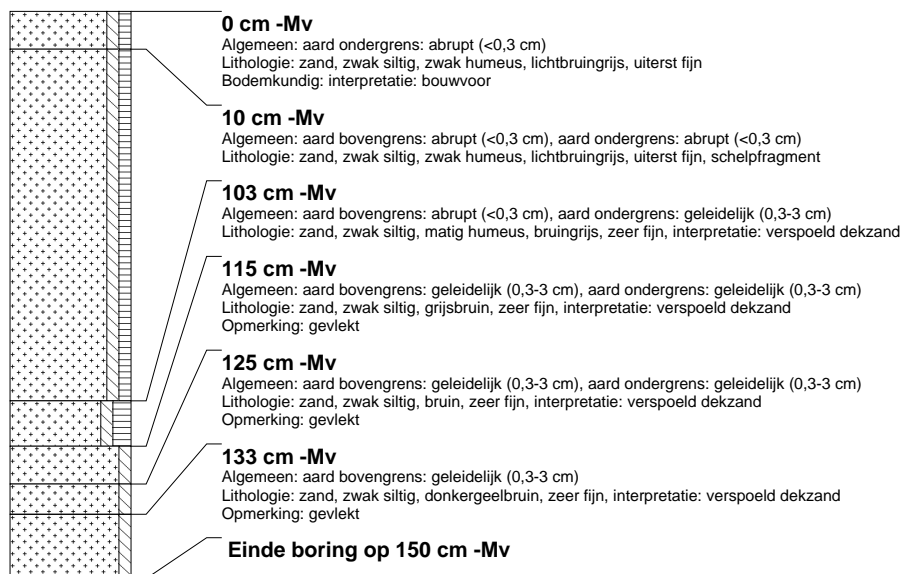 0 cm -Mv
Algemeen: aard ondergrens: abrupt (<0,3 cm)
Lithologie: zand, zwak siltig, zwak humeus, lichtbruingrijs, uiterst fijn
Bodemkundig: interpretatie: bouwvoor
10 cm -Mv
Algemeen: aard bovengrens: abrupt (<0,3 cm), aard ondergrens: abrupt (<0,3 cm)
Lithologie: zand, zwak siltig, zwak humeus, lichtbruingrijs, uiterst fijn, schelpfragment
103 cm -Mv
Algemeen: aard bovengrens: abrupt (<0,3 cm), aard ondergrens: geleidelijk (0,3-3 cm)
Lithologie: zand, zwak siltig, matig humeus, bruingrijs, zeer fijn, interpretatie: verspoeld dekzand
115 cm -Mv
Algemeen: aard bovengrens: geleidelijk (0,3-3 cm), aard ondergrens: geleidelijk (0,3-3 cm)
Lithologie: zand, zwak siltig, grijsbruin, zeer fijn, interpretatie: verspoeld dekzand
Opmerking: gevlekt
125 cm -Mv
Algemeen: aard bovengrens: geleidelijk (0,3-3 cm), aard ondergrens: geleidelijk (0,3-3 cm)
Lithologie: zand, zwak siltig, bruin, zeer fijn, interpretatie: verspoeld dekzand
Opmerking: gevlekt
133 cm -Mv
Algemeen: aard bovengrens: geleidelijk (0,3-3 cm)
Lithologie: zand, zwak siltig, donkergeelbruin, zeer fijn, interpretatie: verspoeld dekzand
Opmerking: gevlekt
Einde boring op 150 cm -Mv